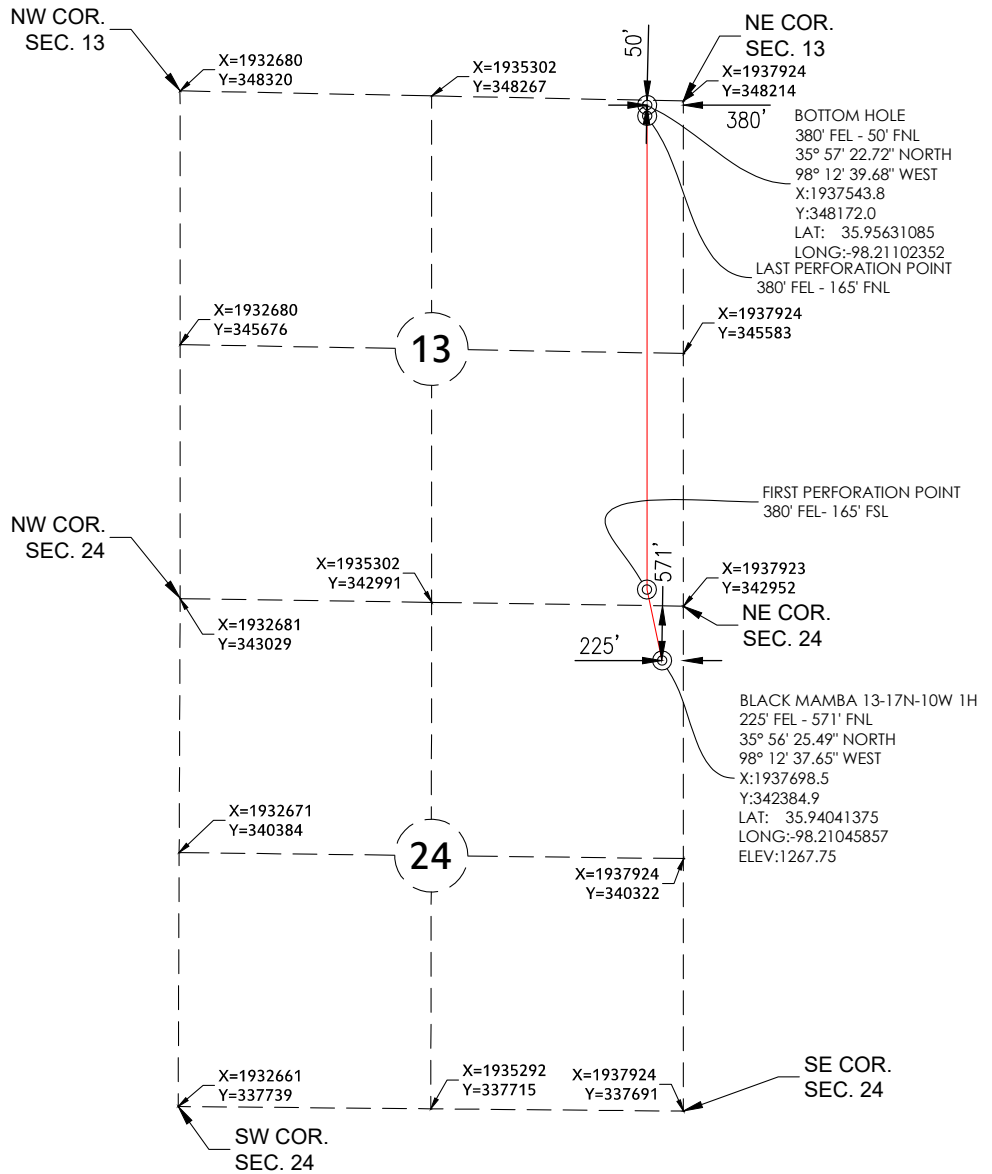 NW COR.
SEC. 13
X=1932680
Y=348320
X=1935302
Y=348267
50'
NE COR.
SEC. 13
X=1937924
Y=348214
380'
BOTTOM HOLE
380' FEL - 50' FNL
35° 57' 22.72" NORTH
98° 12' 39.68" WEST
X:1937543.8
Y:348172.0
LAT: 35.95631085
LONG:-98.21102352
LAST PERFORATION POINT
380' FEL - 165' FNL
X=1932680
Y=345676
13
X=1937924
Y=345583
FIRST PERFORATION POINT
380' FEL- 165' FSL
NW COR.
SEC. 24
X=1932681
Y=343029
X=1935302
Y=342991
571'
X=1937923
Y=342952
NE COR.
SEC. 24
225'
BLACK MAMBA 13-17N-10W 1H
225' FEL - 571' FNL
35° 56' 25.49" NORTH
98° 12' 37.65" WEST
X:1937698.5
Y:342384.9
LAT: 35.94041375
LONG:-98.21045857
ELEV:1267.75
X=1932671
Y=340384
24
X=1937924
Y=340322
X=1932661
Y=337739
X=1935292
Y=337715
X=1937924
Y=337691
SE COR.
SEC. 24
SW COR.
SEC. 24